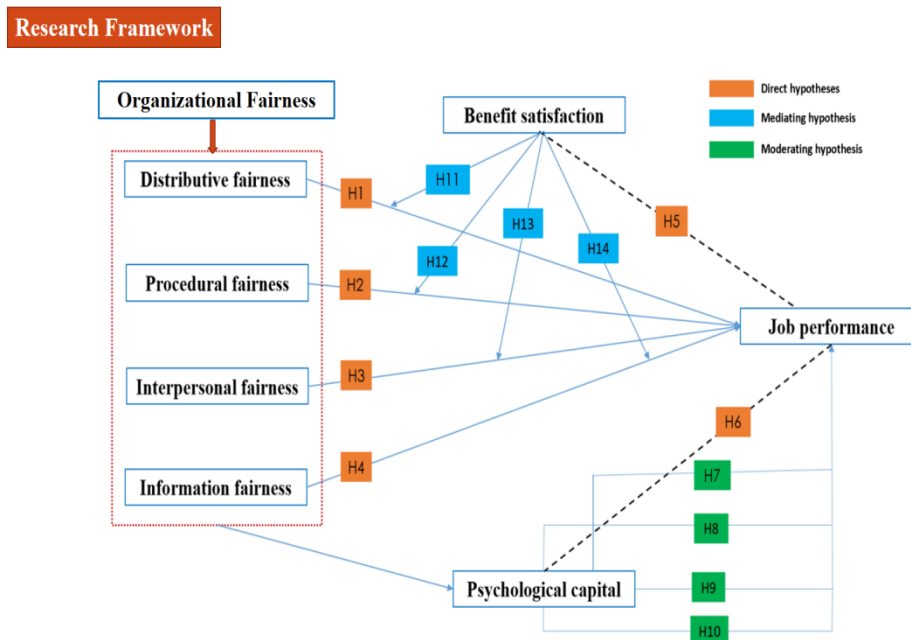 Research Framework
Organizational Fairness
Benefit satisfaction
Direct hypotheses
Mediating hypothesis
Moderating hypothesis
Distributive fairness
H1
H11
H5
H13
H12
H14
Procedural fairness
H2
Job performance
Interpersonal fairness
H3
H6
H4
Information fairness
H7
H8
Psychological capital
H9
H10